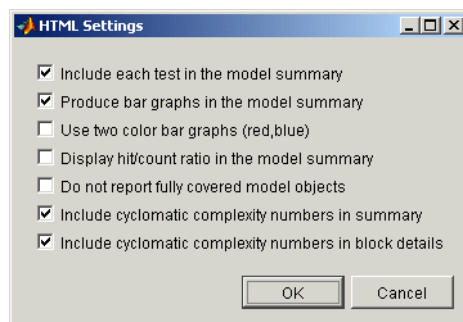 HTML Settings
Include each test in the model summary
Produce bar graphs in the model summary
Use two color bar graphs (red,blue)
Display hit/count ratio in the model summary
Do not report fully covered model objects
Include cyclomatic complexity numbers in summary
Include cyclomatic complexity numbers in block details
OK
Cancel